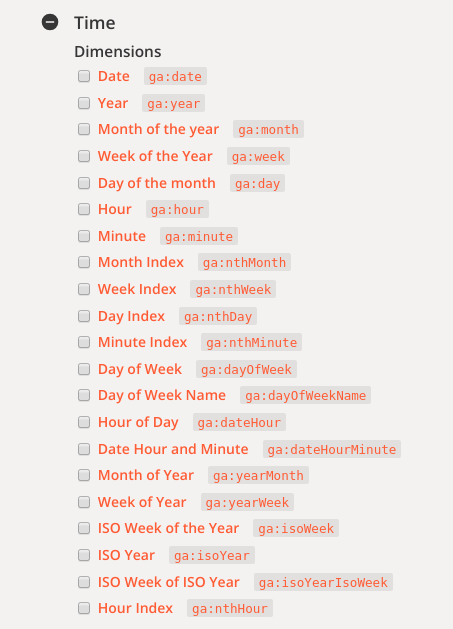 Time
Dimensions
Date ga:date
Year ga:year
Month of the year ga:month
Week of the Year ga:week
Day of the month ga:day
Hour ga:hour
Minute ga:minute
Month Index ga:nthMonth
Week Index ga:nthWeek
Day Index ga:nthDay
Minute Index ga:nthMinute
Day of Week ga:dayOfWeek
Day of Week Name ga:dayOfWeekName
Hour of Day ga:dateHour
Date Hour and Minute ga:dateHourMinute
Month of Year ga:yearMonth
Week of Year ga:yearWeek
ISO Week of the Year ga:isoWeek
ISO Year ga:isoYear
ISO Week of ISO Year ga:isoYearIsoWeek
Hour Index ga:nthHour